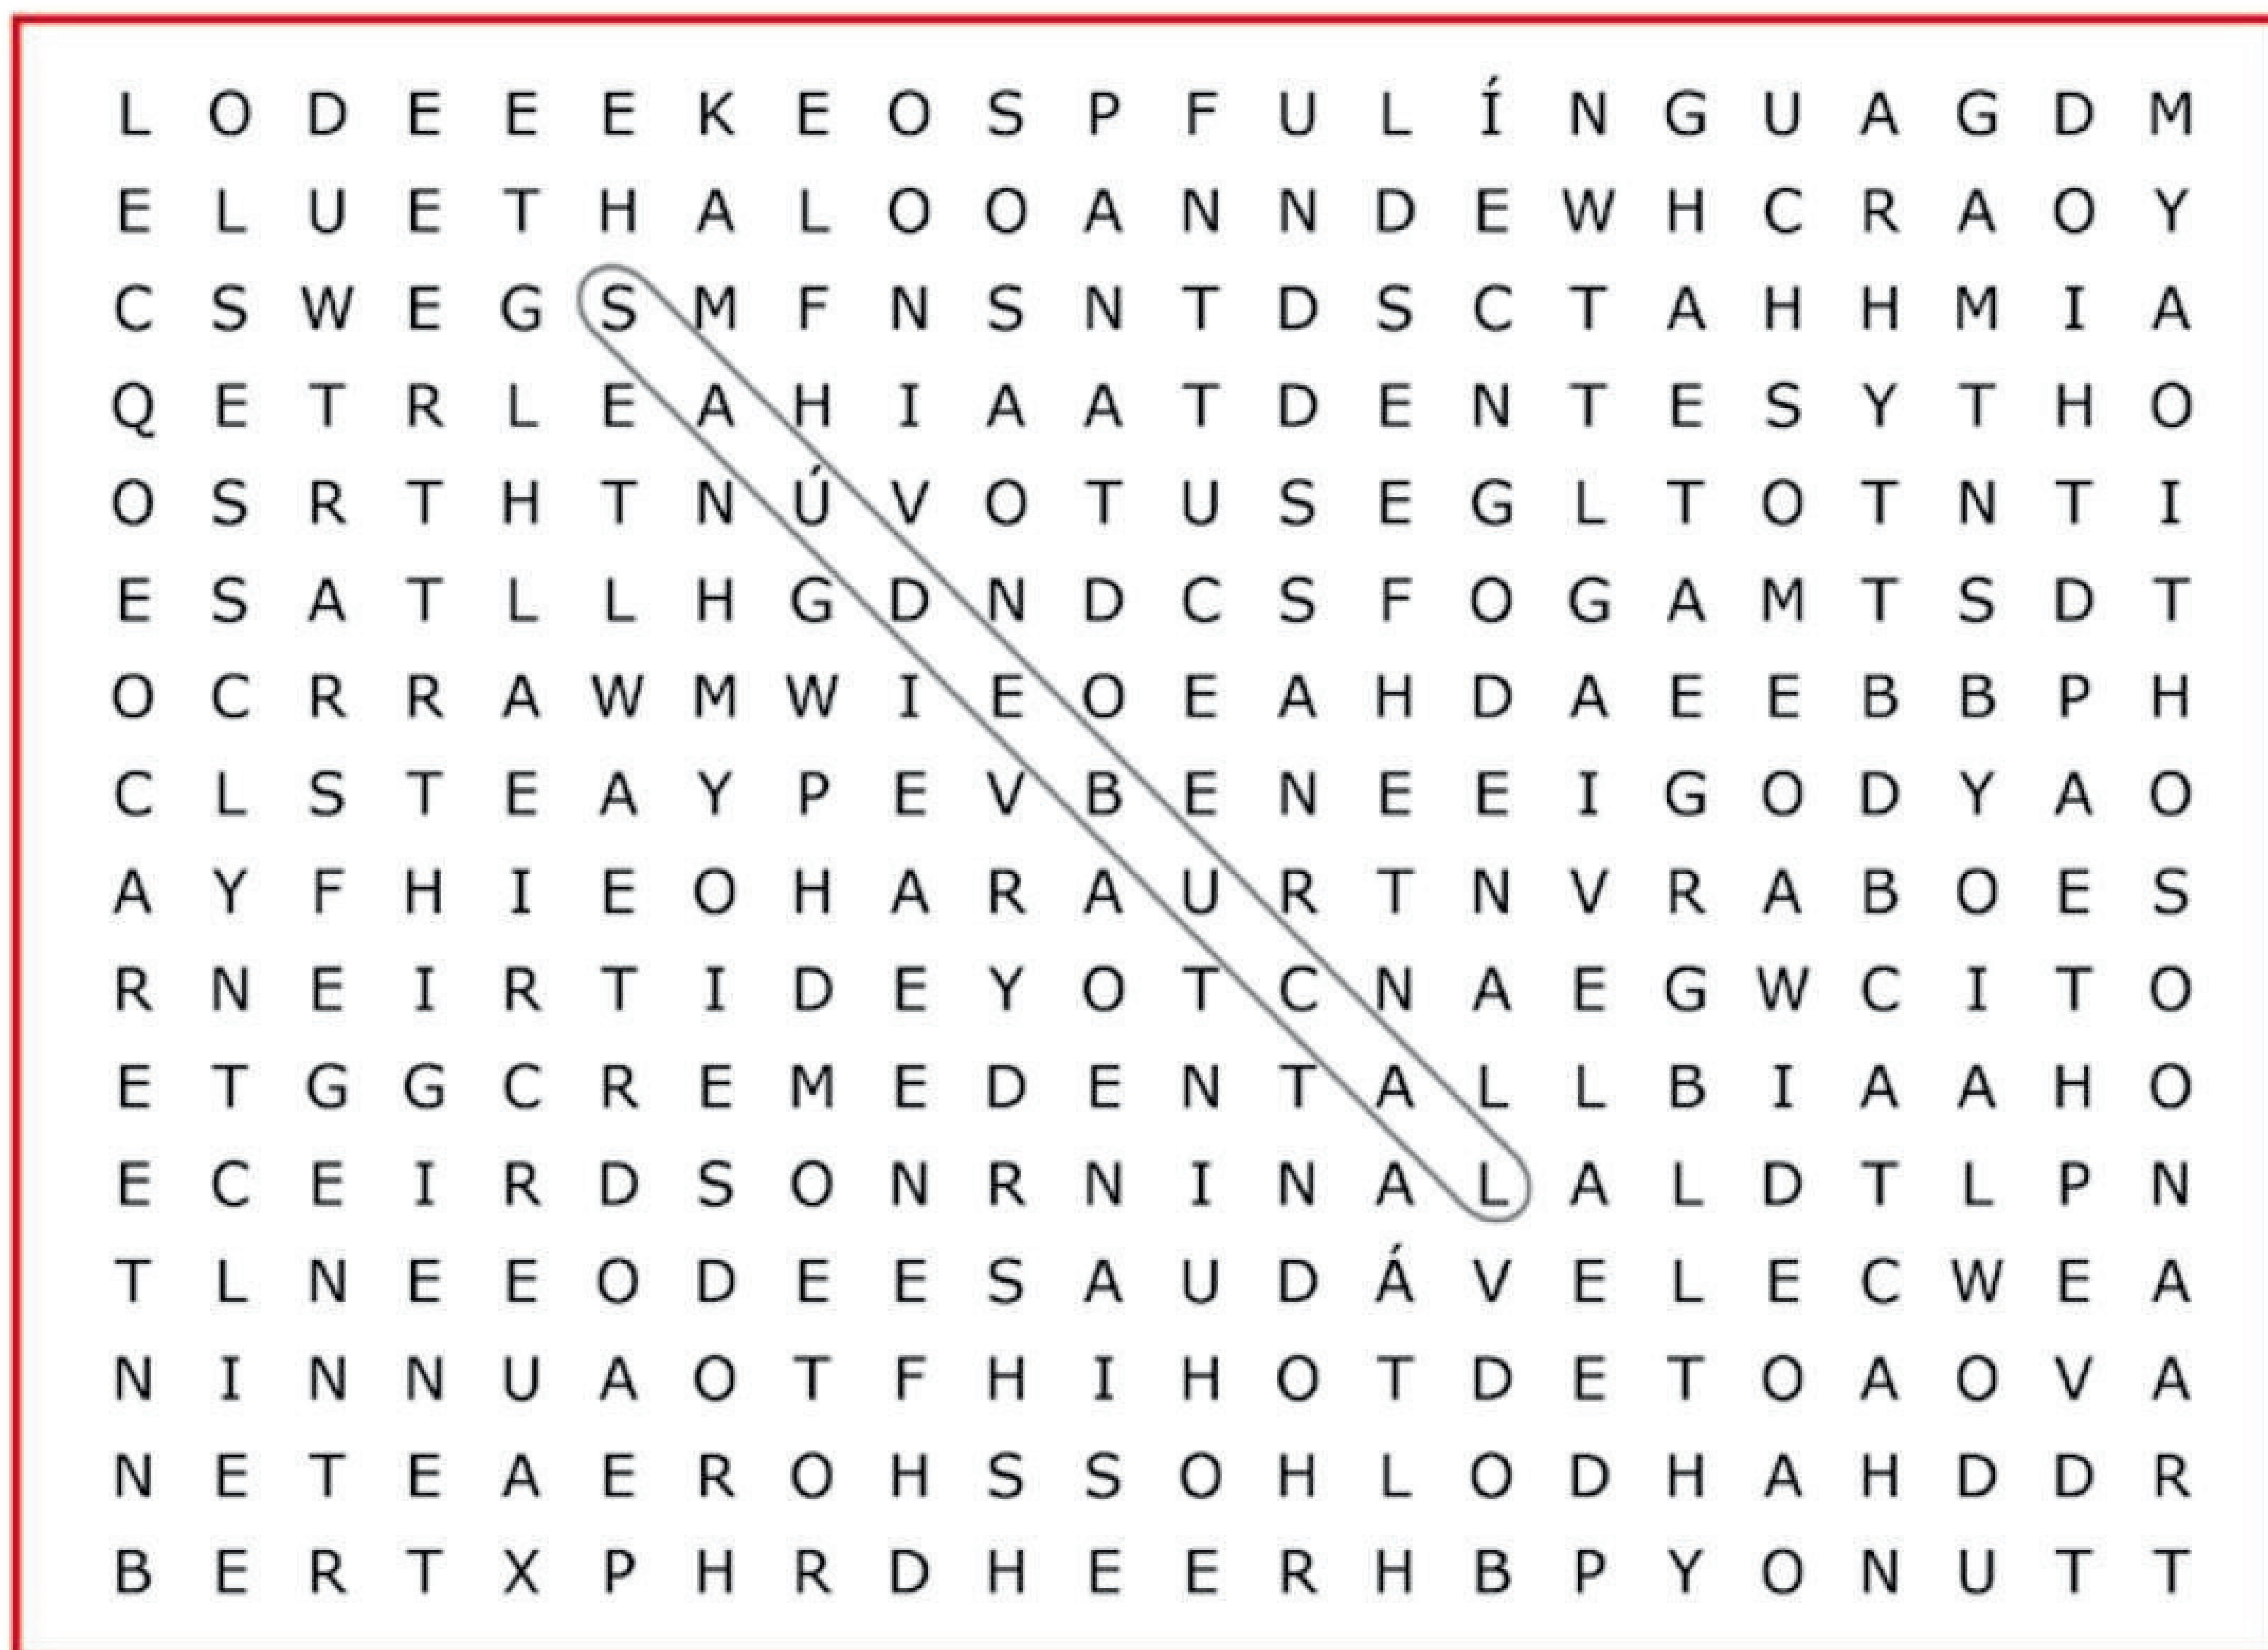 L O D E E E K E O S P F U L Í N G U A G D M
E L U E T H A L O O A N N D E W H C R A O Y
C S W E G S M F N S N T D S C T A H H M I A
Q E T R L E A H I A A T D E N T E S Y T H O
O S R T H T N Ú V O T U S E G L T O T N T I
E S A T L L H G D N D C S F O G A M T S D T
O C R R A W M W I E O E A H D A E E B B P H
C L S T E A Y P E V B E N E E I G O D Y A O
A Y F H I E O H A R A U R T N V R A B O E S
R N E I R T I D E Y O T C N A E G W C I T O
E T G G C R E M E D E N T A L L B I A A H O
E C E I R D S O N R N I N A L A L D T L P N
T L N E E O D E E S A U D Á V E L E C W E A
N I N N U A O T F H I H O T D E T O A O V A
N E T E A E R O H S S O H L O D H A H D D R
B E R T X P H R D H E E R H B P Y O N U T T